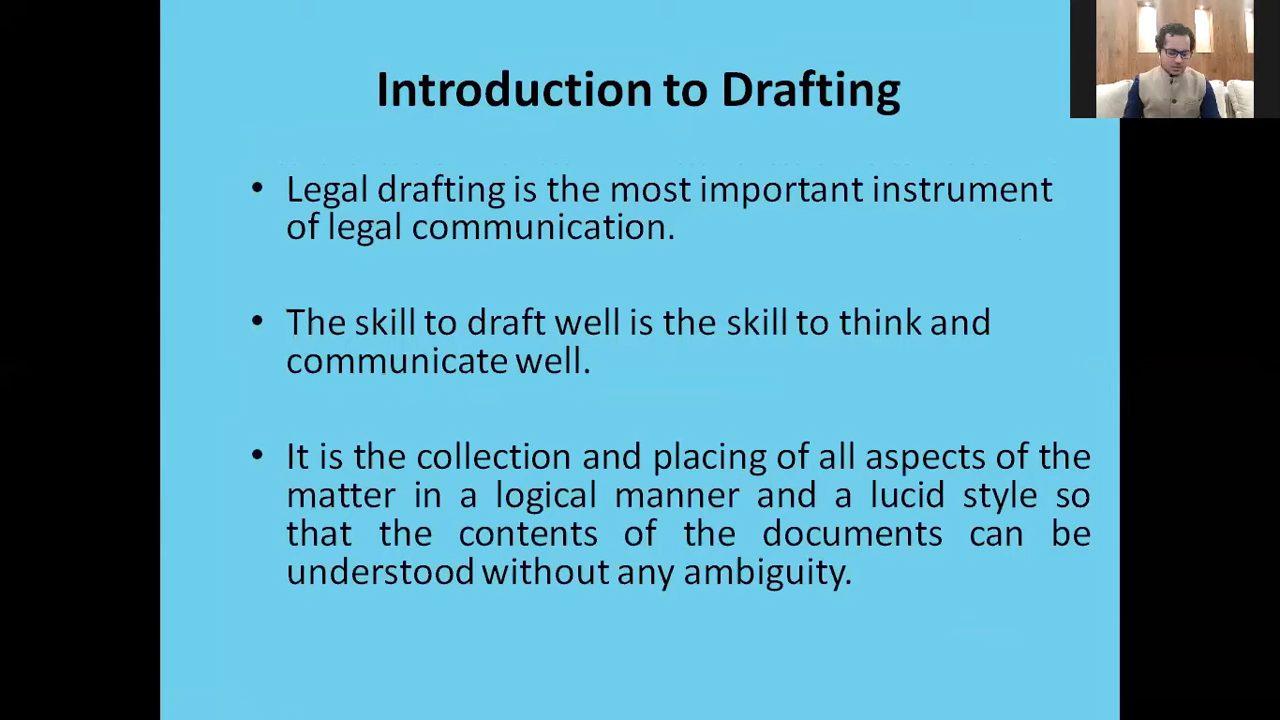 Introduction to Drafting
• Legal drafting is the most important instrument
of legal communication.
• The skill to draft well is the skill to think and
communicate well.
• It is the collection and placing of all aspects of the
matter in a logical manner and a lucid style so
that the contents of the documents can be
understood without any ambiguity.